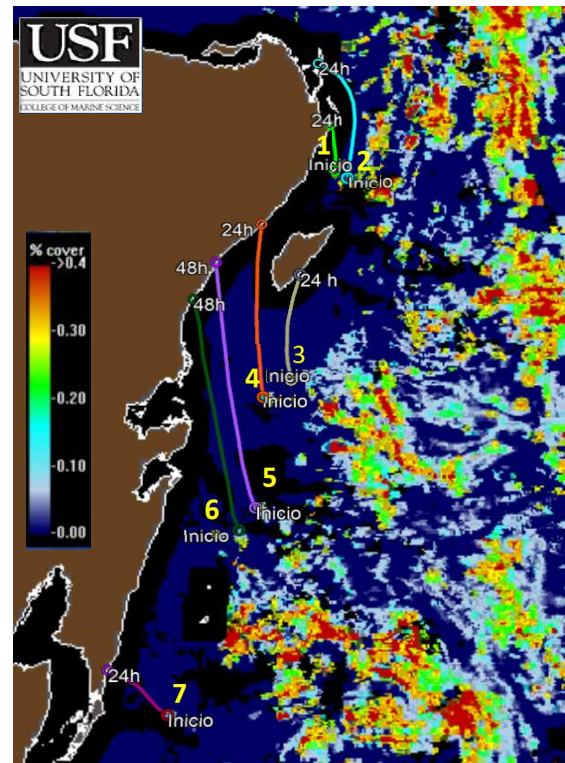 USF
UNIVERSITY OF
SOUTH FLORIDA
COLLEGE OF MARINE SCIENCE
24h
24h
1
2
Inicio
Inicio
24h
% cover
->0.4
48h
24 h
48h
-0.30
3
4
Inicio
Inicio
-0.20
-0.10
5
6
Inicio
-0.00
Inicio
24h
7
Inicio